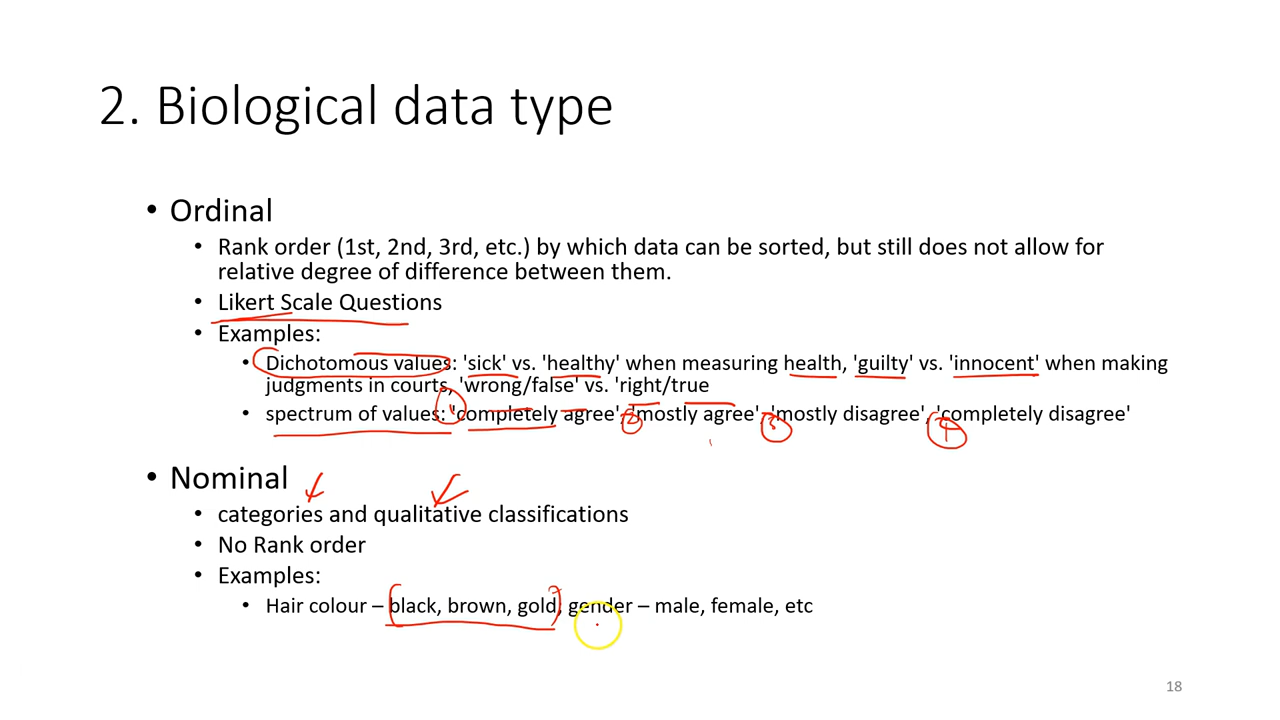 2. Biological data type
• Ordinal
• Rank order (1st, 2nd, 3rd, etc.) by which data can be sorted, but still does not allow for
relative degree of difference between them.
• Likert Scale Questions
• Examples:
• Dichotomous values: 'sick' vs. 'healthy' when measuring health, 'guilty' vs. 'innocent' when making
judgments in courts, 'wrong/false' vs. 'right/true
• spectrum of values: 'completely agree', 'mostly agree', 'mostly disagree', 'completely disagree'
1 2 3 4
• Nominal
• categories and qualitative classifications
• No Rank order
• Examples:
• Hair colour – black, brown, gold, gender – male, female, etc
18